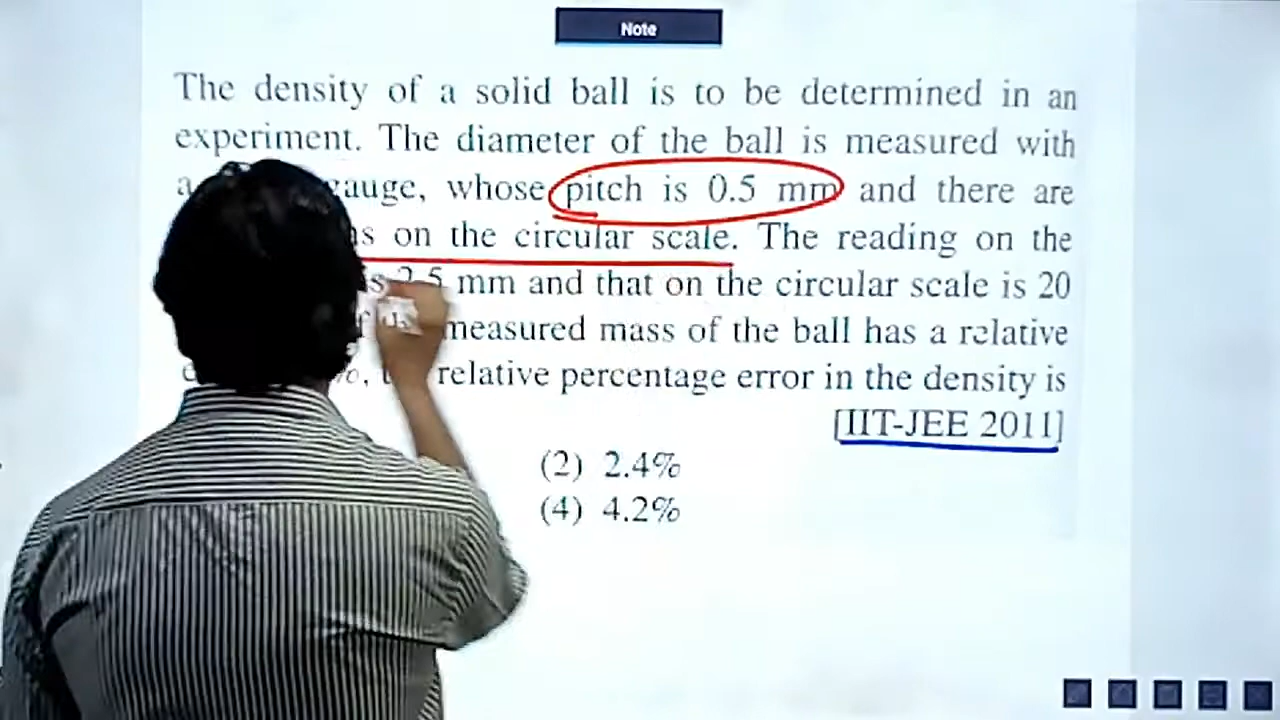 Note
The density of a solid ball is to be determined in an
experiment. The diameter of the ball is measured with
a gauge, whose pitch is 0.5 mm and there are
on the circular scale. The reading on the
is 2.5 mm and that on the circular scale is 20
measured mass of the ball has a relative
relative percentage error in the density is
[IIT-JEE 2011]
(2) 2.4%
(4) 4.2%